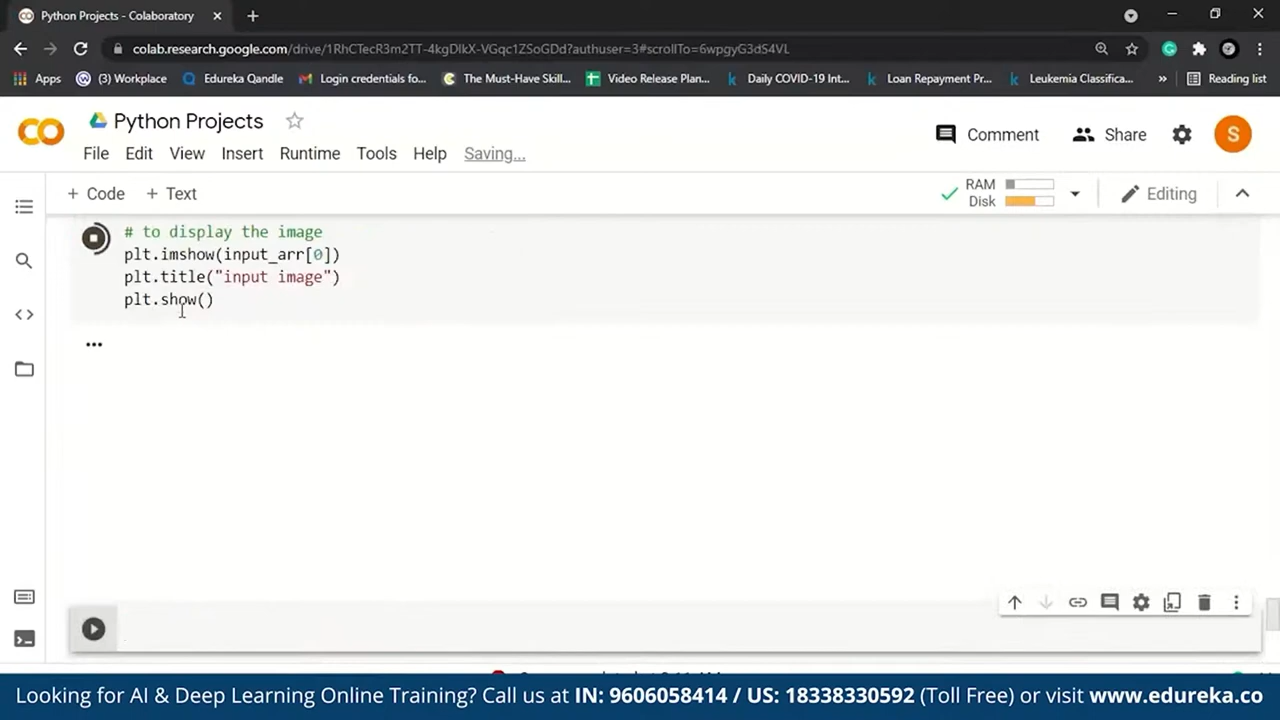 Python Projects - Colaboratory
colab.research.google.com/drive/1RhCTecR3m2TT-4kgDlkX-VGqc1ZSoGDd?authuser=3#scrollTo=6wpgyG3dS4VL
Apps (3) Workplace Edureka Qandle Login credentials fo... The Must-Have Skil... Video Release Plan... Daily COVID-19 Int... Loan Repayment Pr... Leukemia Classifica... » Reading list
CO Python Projects Comment Share S
File Edit View Insert Runtime Tools Help Saving...
+ Code + Text RAM Disk Editing
# to display the image
plt.imshow(input_arr[0])
plt.title("input image")
plt.show()
...
Looking for AI & Deep Learning Online Training? Call us at IN: 9606058414 / US: 18338330592 (Toll Free) or visit www.edureka.co